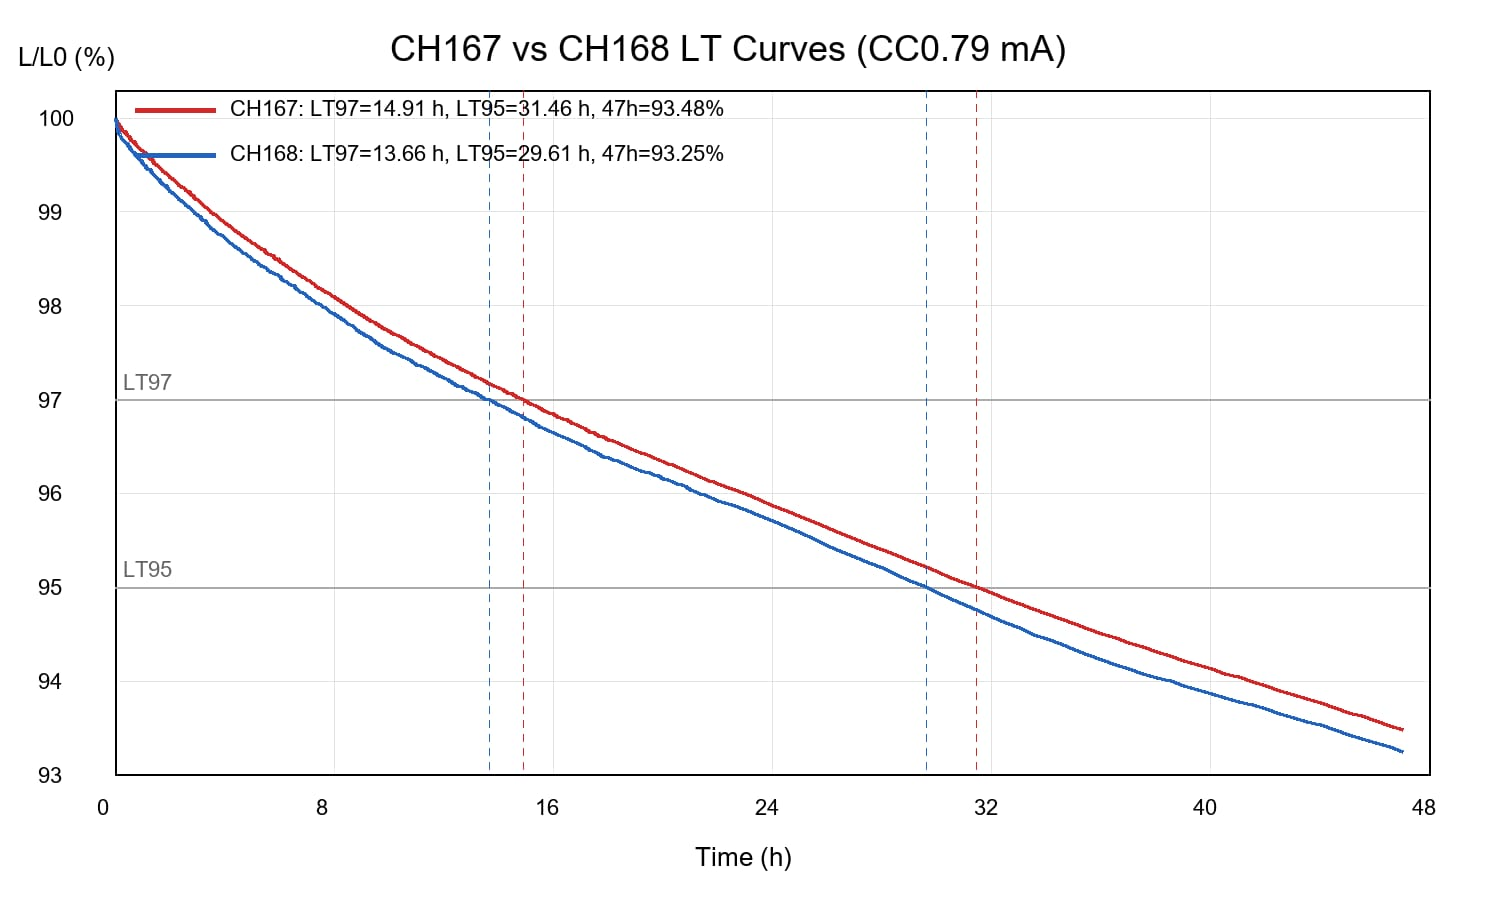 CH167 vs CH168 LT Curves (CC0.79 mA)
L/L0 (%)
CH167: LT97=14.91 h, LT95=31.46 h, 47h=93.48%
CH168: LT97=13.66 h, LT95=29.61 h, 47h=93.25%
100
99
98
LT97
97
96
LT95
95
94
93
0 8 16 24 32 40 48
Time (h)